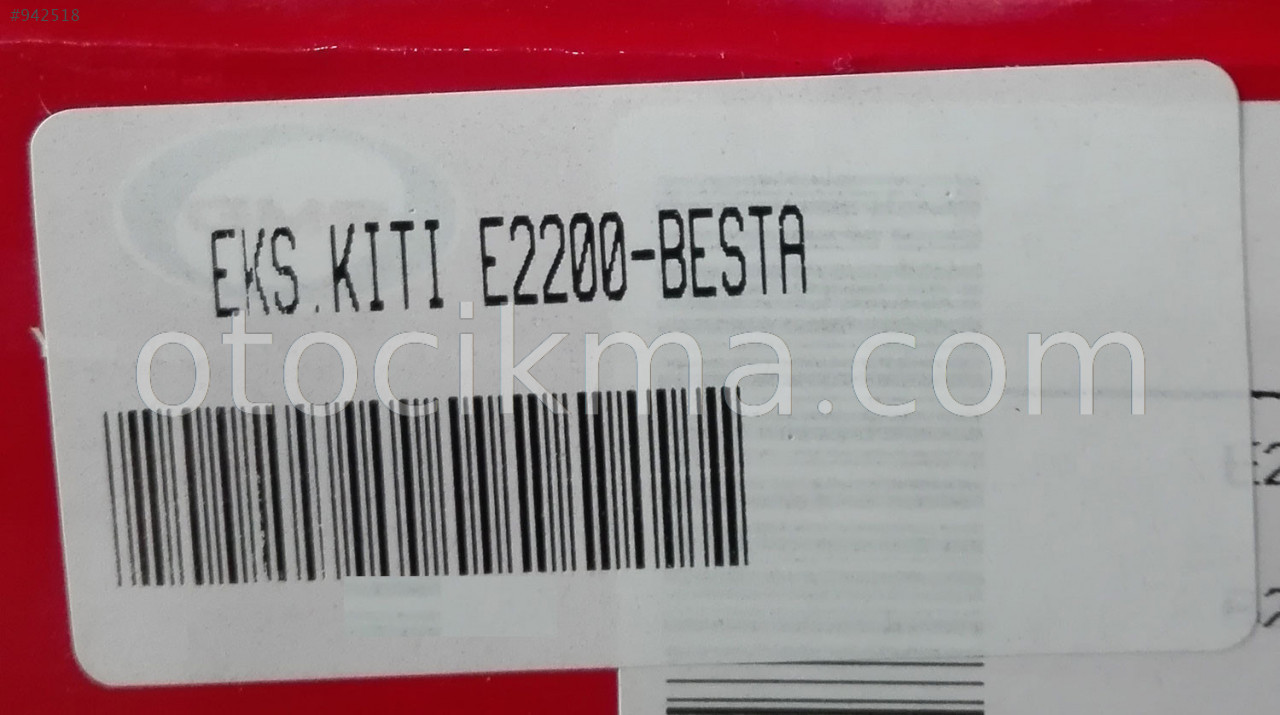 #942518
EKS.KITI E2200-BESTA
otocikma.com